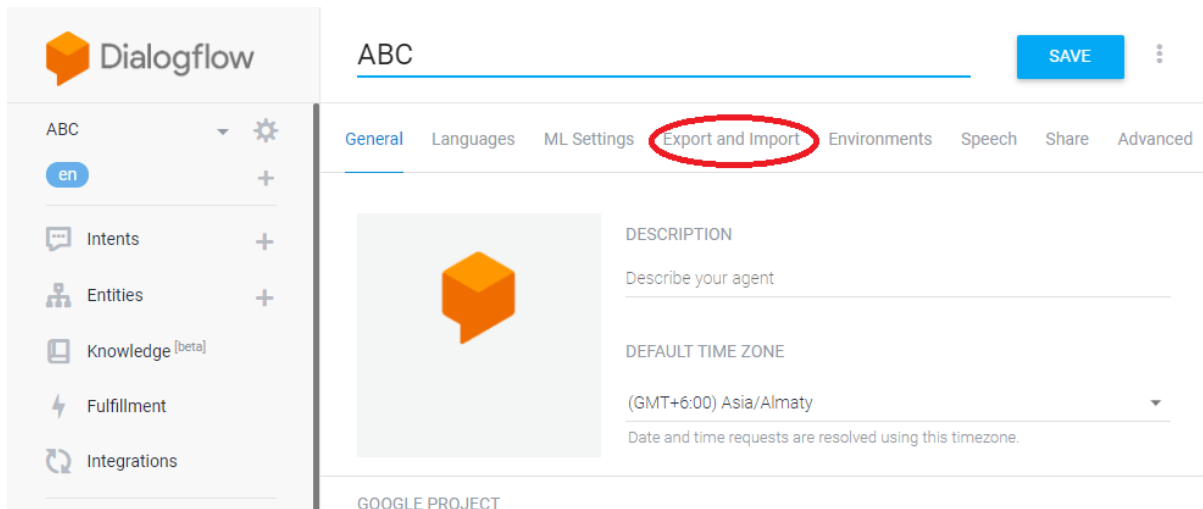 Dialogflow
ABC
SAVE
ABC
en
Intents
Entities
Knowledge [beta]
Fulfillment
Integrations
General Languages ML Settings Export and Import Environments Speech Share Advanced
DESCRIPTION
Describe your agent
DEFAULT TIME ZONE
(GMT+6:00) Asia/Almaty
Date and time requests are resolved using this timezone.
GOOGLE PROJECT